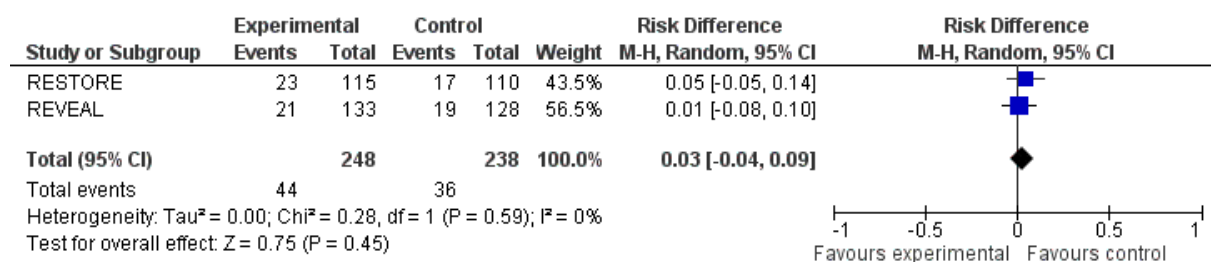 Experimental Control Risk Difference Risk Difference
Study or Subgroup Events Total Events Total Weight M-H, Random, 95% CI M-H, Random, 95% CI
RESTORE 23 115 17 110 43.5% 0.05 [-0.05, 0.14]
REVEAL 21 133 19 128 56.5% 0.01 [-0.08, 0.10]
Total (95% CI) 248 238 100.0% 0.03 [-0.04, 0.09]
Total events 44 36
Heterogeneity: Tau² = 0.00; Chi² = 0.28, df = 1 (P = 0.59); I² = 0%
Test for overall effect: Z = 0.75 (P = 0.45)
-1 -0.5 0 0.5 1
Favours experimental Favours control